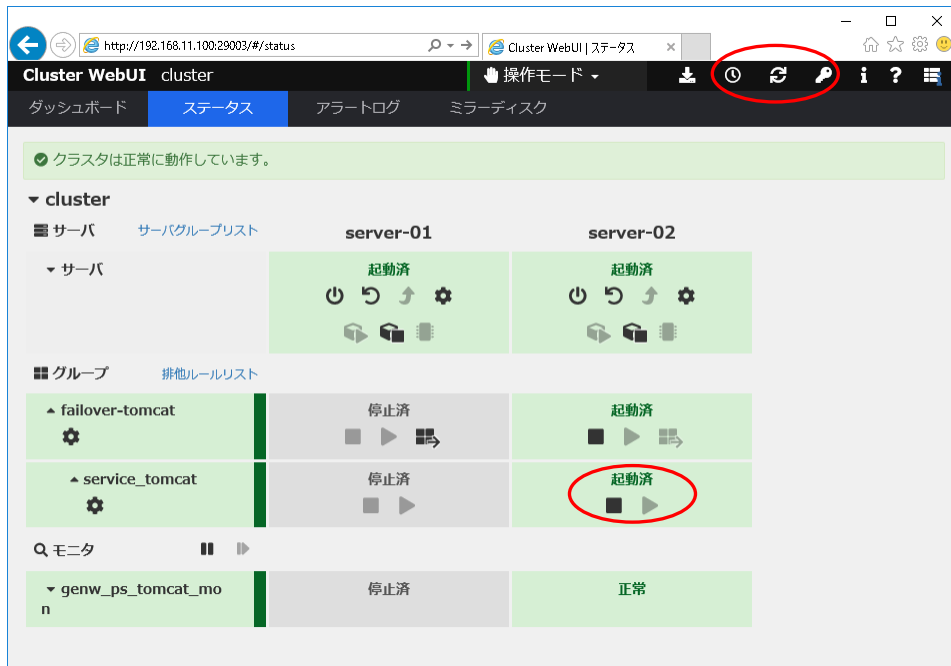 http://192.168.11.100:29003/#/status
Cluster WebUI | ステータス
Cluster WebUI cluster
操作モード
ダッシュボード ステータス アラートログ ミラーディスク
クラスタは正常に動作しています。
cluster
サーバ サーバグループリスト server-01 server-02
サーバ 起動済 起動済
グループ 排他ルールリスト
failover-tomcat 停止済 起動済
service_tomcat 停止済 起動済
モニタ
genw_ps_tomcat_mo 停止済 正常
n